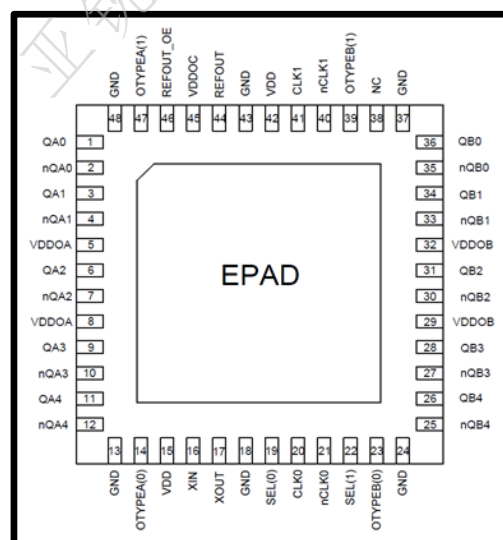 亚锐
GND OTYPEA(1) REFOUT_OE VDDOC REFOUT GND VDD CLK1 nCLK1 OTYPEB(1) NC GND
48 47 46 45 44 43 42 41 40 39 38 37
QA0 1 36 QB0
nQA0 2 35 nQB0
QA1 3 34 QB1
nQA1 4 33 nQB1
VDDOA 5 32 VDDOB
QA2 6 31 QB2
EPAD
nQA2 7 30 nQB2
VDDOA 8 29 VDDOB
QA3 9 28 QB3
nQA3 10 27 nQB3
QA4 11 26 QB4
nQA4 12 25 nQB4
13 14 15 16 17 18 19 20 21 22 23 24
GND OTYPEA(0) VDD XIN XOUT GND SEL(0) CLK0 nCLK0 SEL(1) OTYPEB(0) GND